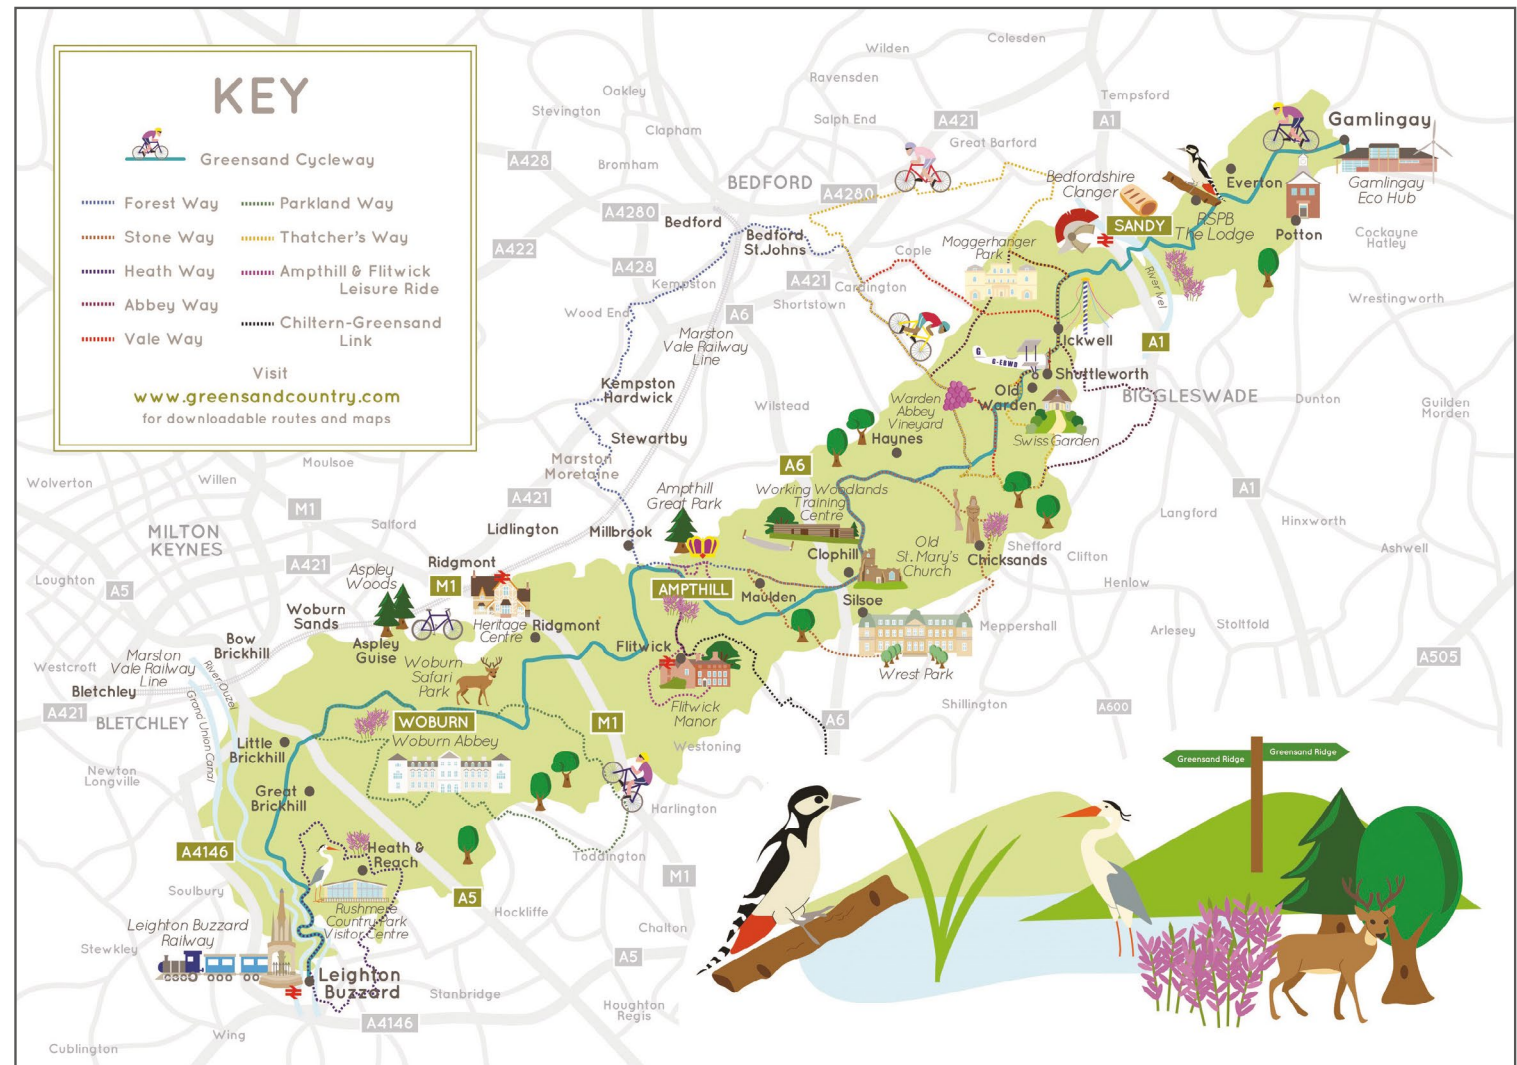 KEY
Greensand Cycleway
Forest Way
Stone Way
Heath Way
Abbey Way
Vale Way
Parkland Way
Thatcher's Way
Ampthill & Flitwick
Leisure Ride
Chiltern-Greensand
Link
Visit
www.greensandcountry.com
for downloadable routes and maps
Colesden
Wilden
Ravensden
Oakley
Stevington
Tempsford
Salph End
A421
A1
Clapham
Great Barford
Gamlingay
A428
Bromham
BEDFORD
A4280
Bedfordshire
Clanger
Everton
Gamlingay
Eco Hub
A4280
Bedford
Bedford
St.Johns
SANDY
RSPB
The Lodge
Potton
Cockayne
Hatley
A422
A428
Kempston
A421
Cople
Cardington
Shortstown
Moggerhanger
Park
River Ivel
Wrestingworth
Wood End
A6
Marston
Vale Railway
Line
Ickwell
A1
G
G-EBWD
Shuttleworth
Old
Warden
BIGGLESWADE
Kempston
Hardwick
Wilstead
Warden
Abbey
Vineyard
Swiss Garden
Dunton
Guilden
Morden
Haynes
Stewartby
Marston
Moretaine
A6
Moulsoe
Willen
Wolverton
A421
Ampthill
Great Park
Working Woodlands
Training
Centre
A1
Langford
Hinxworth
M1
Salford
MILTON
KEYNES
Lidlington
Millbrook
Clophill
Old
St. Mary's
Church
Chicksands
Shefford
Clifton
Ashwell
Henlow
A421
Loughton
A5
Ridgmont
M1
Aspley
Woods
Woburn
Sands
AMPTHILL
Maulden
Silsoe
Heritage
Centre
Ridgmont
Meppershall
Arlesey
Stotfold
A505
Bow
Brickhill
Aspley
Guise
Flitwick
Woburn
Safari
Park
Wrest Park
Westcroft
Marston
Vale Railway
Line
River Ouzel
Bletchley
A421
BLETCHLEY
Grand Union Canal
WOBURN
Woburn Abbey
M1
Flitwick
Manor
Westoning
A6
Shillington
A600
Little
Brickhill
Newton
Longville
Great
Brickhill
Harlington
Greensand Ridge
Greensand Ridge
A4146
Heath &
Reach
Toddington
M1
Soulbury
A5
Hockliffe
Rushmere
Country Park
Visitor Centre
Leighton Buzzard
Railway
Stewkley
Chalton
A5
Leighton
Buzzard
Stanbridge
Houghton
Regis
A4146
Wing
Cublington